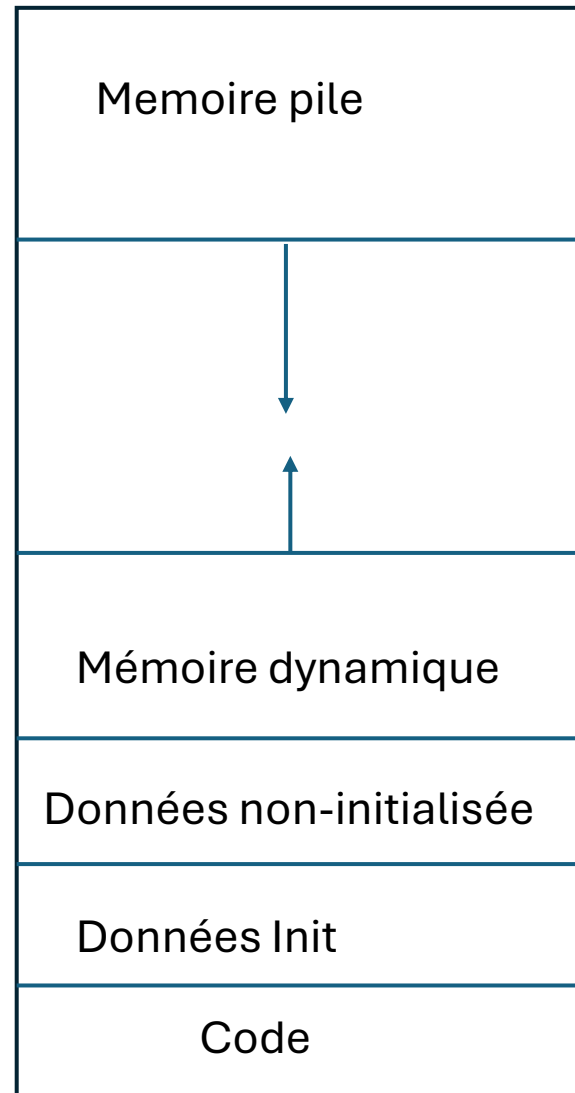 Memoire pile
Mémoire dynamique
Données non-initialisée
Données Init
Code